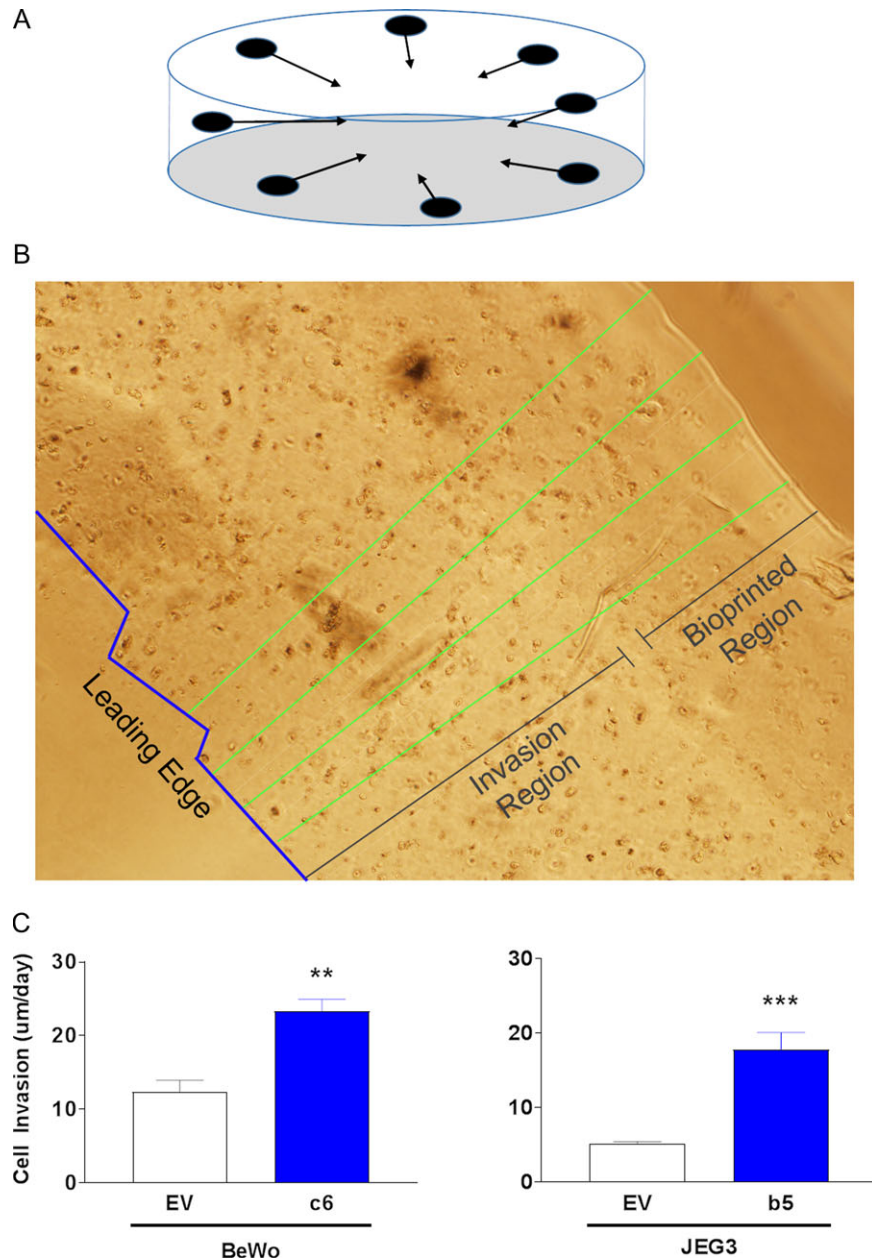 A
B
Leading Edge
Invasion
Region
Bioprinted
Region
C
Cell Invasion (um/day)
30
20
10
0
**
EV
c6
BeWo
30
20
10
0
***
EV
b5
JEG3